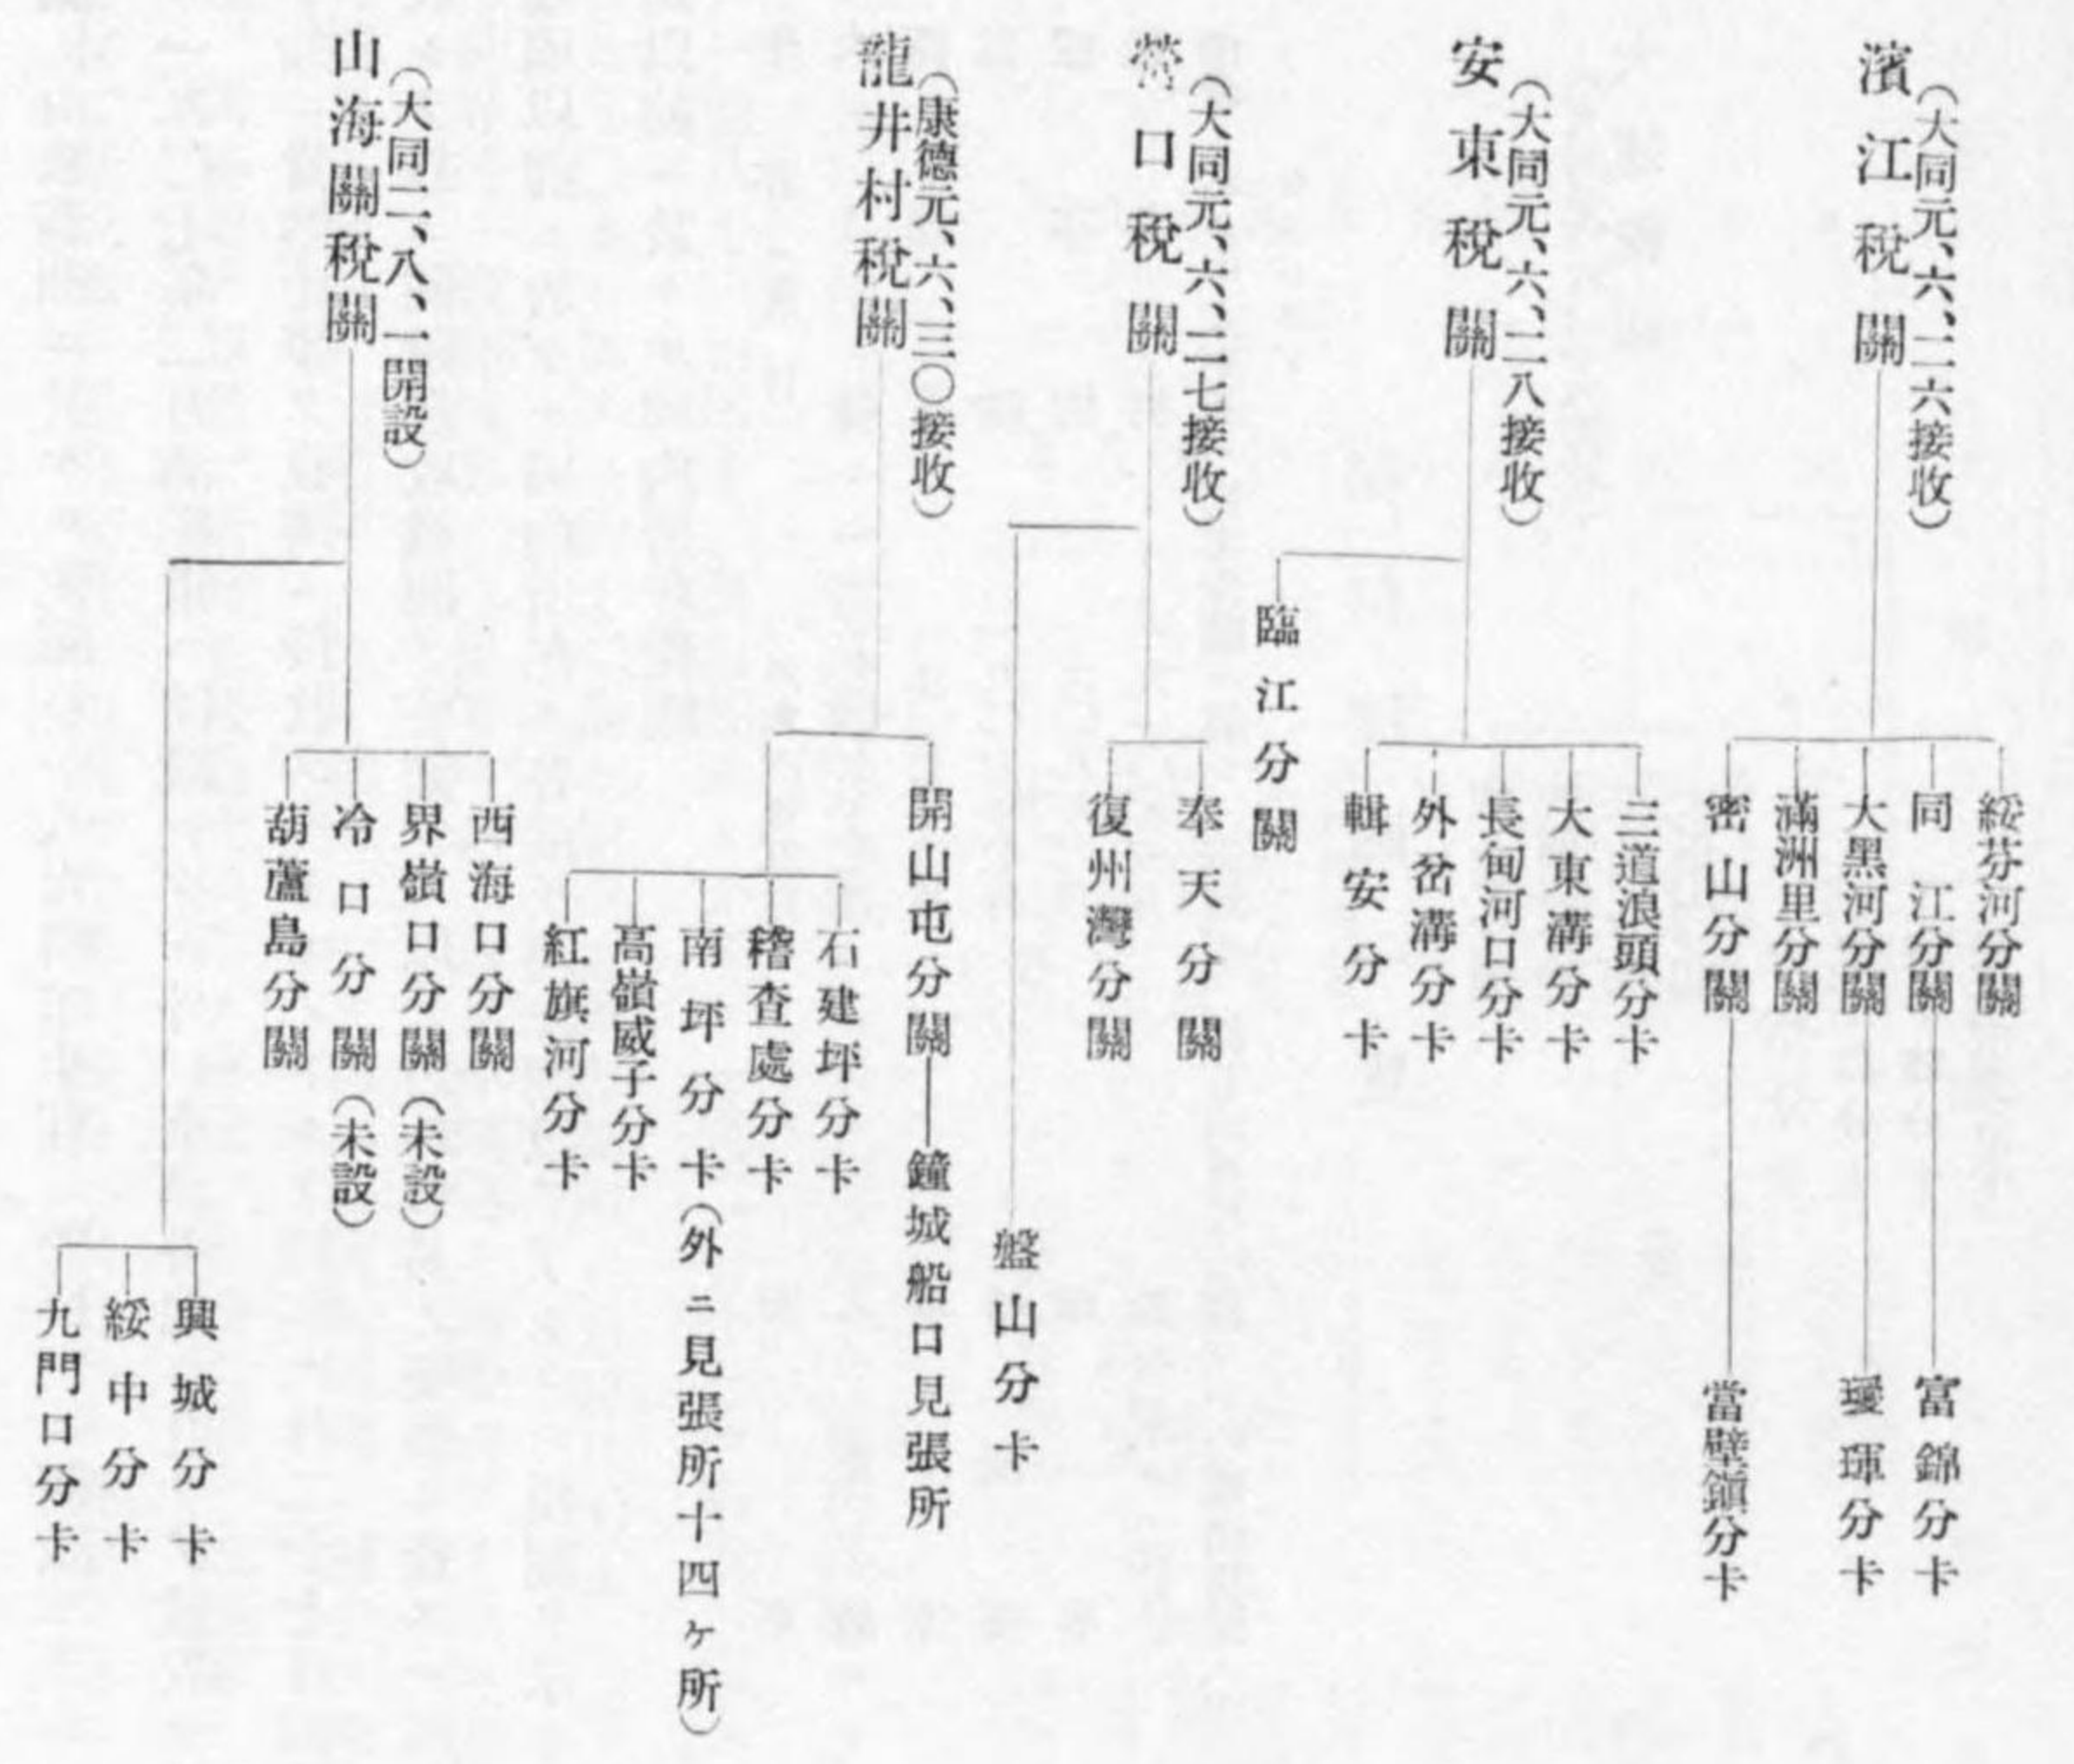 濱江稅關
（大同元、六、二六接收）
綏芬河分關
同江分關
富錦分卡
大黑河分關
璦琿分卡
滿洲里分關
密山分關
當壁鎭分卡
安東稅關
（大同元、六、二八接收）
三道浪頭分卡
大東溝分卡
長甸河口分卡
外岔溝分卡
輯安分卡
臨江分關
營口稅關
（大同元、六、二七接收）
奉天分關
復州灣分關
盤山分卡
龍井村稅關
（康德元、六、三〇接收）
開山屯分關
鐘城船口見張所
石建坪分卡
稽查處分卡
南坪分卡（外ニ見張所十四ヶ所）
高嶺威子分卡
紅旗河分卡
山海關稅關
（大同二、八、一開設）
西海口分關
界嶺口分關（未設）
冷口分關（未設）
葫蘆島分關
興城分卡
綏中分卡
九門口分卡